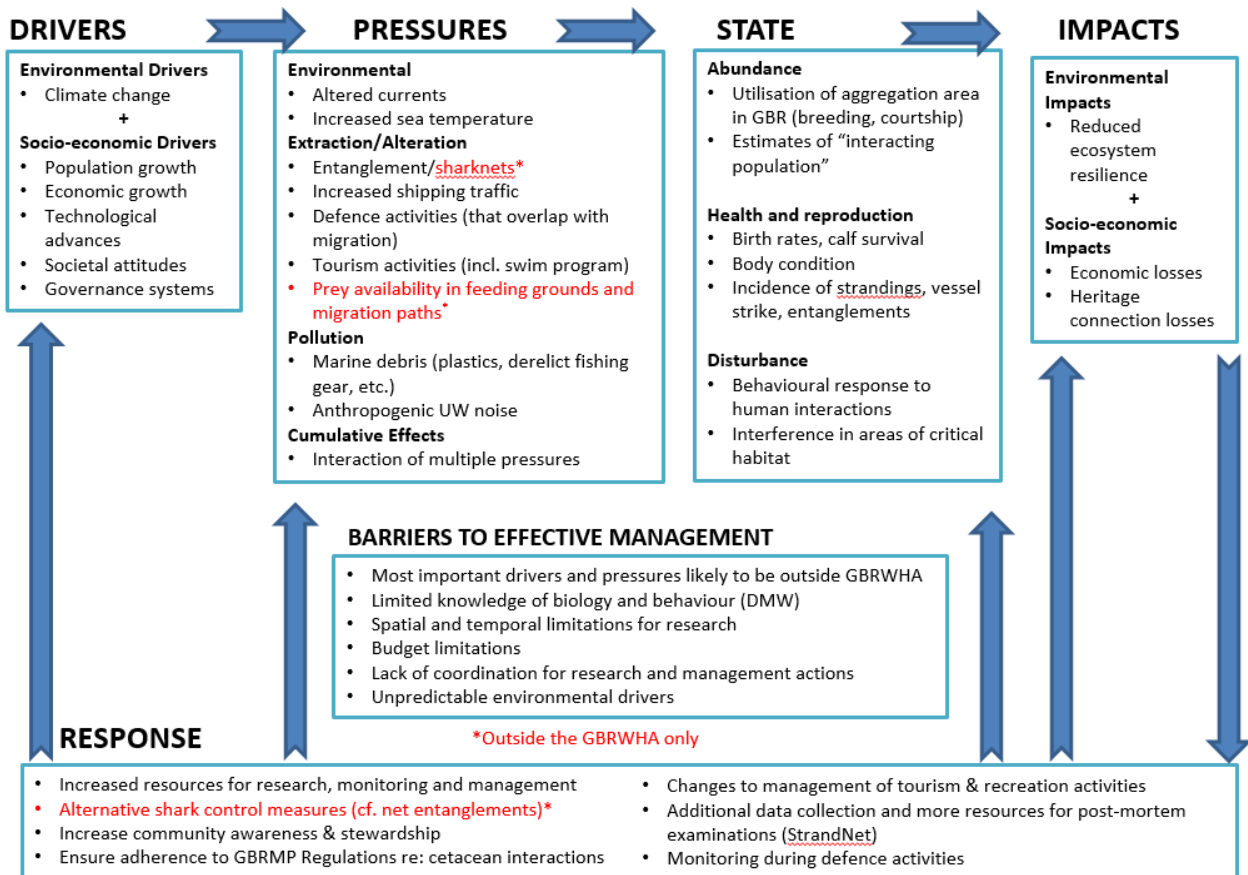 DRIVERS
Environmental Drivers
• Climate change
+
Socio-economic Drivers
• Population growth
• Economic growth
• Technological
advances
• Societal attitudes
• Governance systems
PRESSURES
Environmental
• Altered currents
• Increased sea temperature
Extraction/Alteration
• Entanglement/sharknets*
• Increased shipping traffic
• Defence activities (that overlap with
migration)
• Tourism activities (incl. swim program)
• Prey availability in feeding grounds and
migration paths*
Pollution
• Marine debris (plastics, derelict fishing
gear, etc.)
• Anthropogenic UW noise
Cumulative Effects
• Interaction of multiple pressures
STATE
Abundance
• Utilisation of aggregation area
in GBR (breeding, courtship)
• Estimates of “interacting
population”
Health and reproduction
• Birth rates, calf survival
• Body condition
• Incidence of strandings, vessel
strike, entanglements
Disturbance
• Behavioural response to
human interactions
• Interference in areas of critical
habitat
IMPACTS
Environmental
Impacts
• Reduced
ecosystem
resilience
+
Socio-economic
Impacts
• Economic losses
• Heritage
connection losses
BARRIERS TO EFFECTIVE MANAGEMENT
• Most important drivers and pressures likely to be outside GBRWHA
• Limited knowledge of biology and behaviour (DMW)
• Spatial and temporal limitations for research
• Budget limitations
• Lack of coordination for research and management actions
• Unpredictable environmental drivers
*Outside the GBRWHA only
RESPONSE
• Increased resources for research, monitoring and management
• Alternative shark control measures (cf. net entanglements)*
• Increase community awareness & stewardship
• Ensure adherence to GBRMP Regulations re: cetacean interactions
• Changes to management of tourism & recreation activities
• Additional data collection and more resources for post-mortem
examinations (StrandNet)
• Monitoring during defence activities